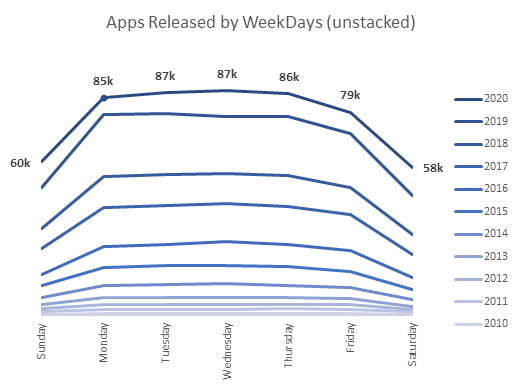 Apps Released by WeekDays (unstacked)
60k
85k
87k
87k
86k
79k
58k
2020
2019
2018
2017
2016
2015
2014
2013
2012
2011
2010
Sunday
Monday
Tuesday
Wednesday
Thursday
Friday
Saturday